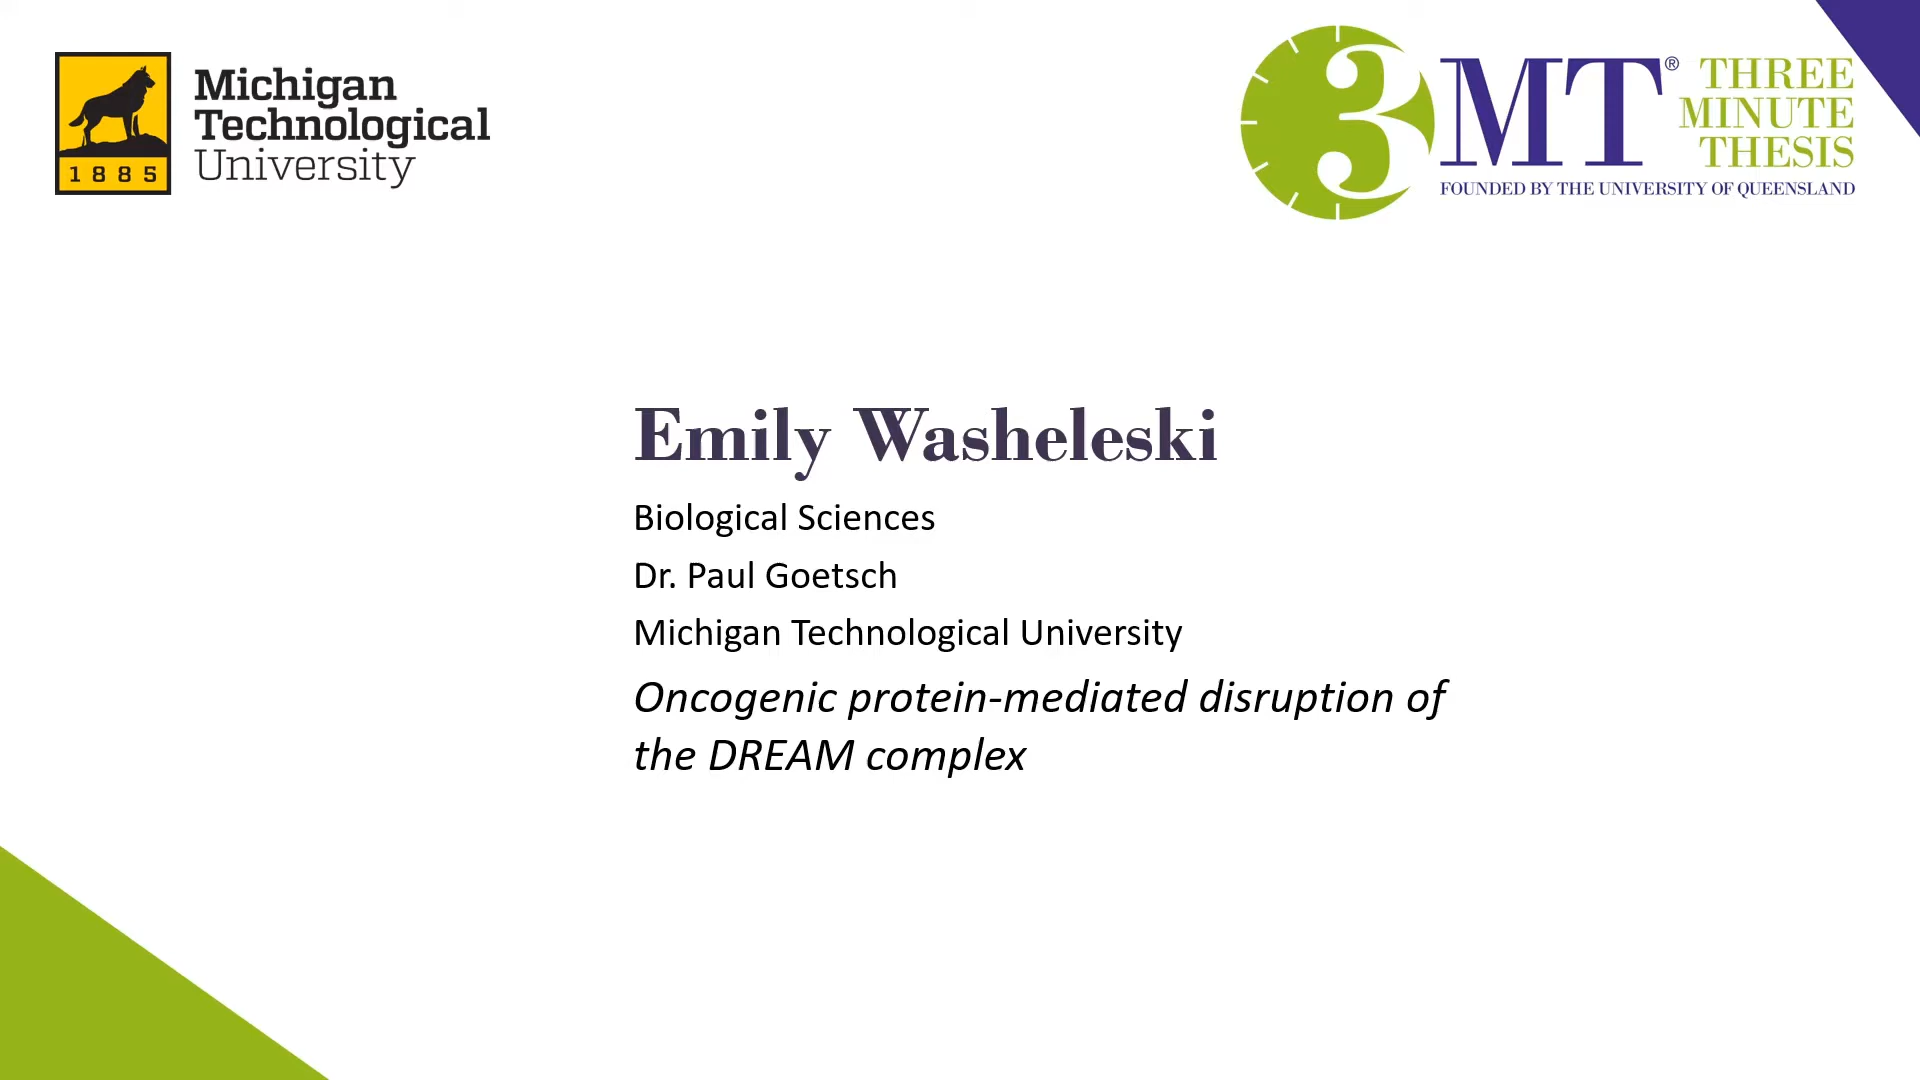 Michigan
Technological
University
1885
3MT® THREE
MINUTE
THESIS
FOUNDED BY THE UNIVERSITY OF QUEENSLAND
Emily Washeleski
Biological Sciences
Dr. Paul Goetsch
Michigan Technological University
Oncogenic protein-mediated disruption of
the DREAM complex